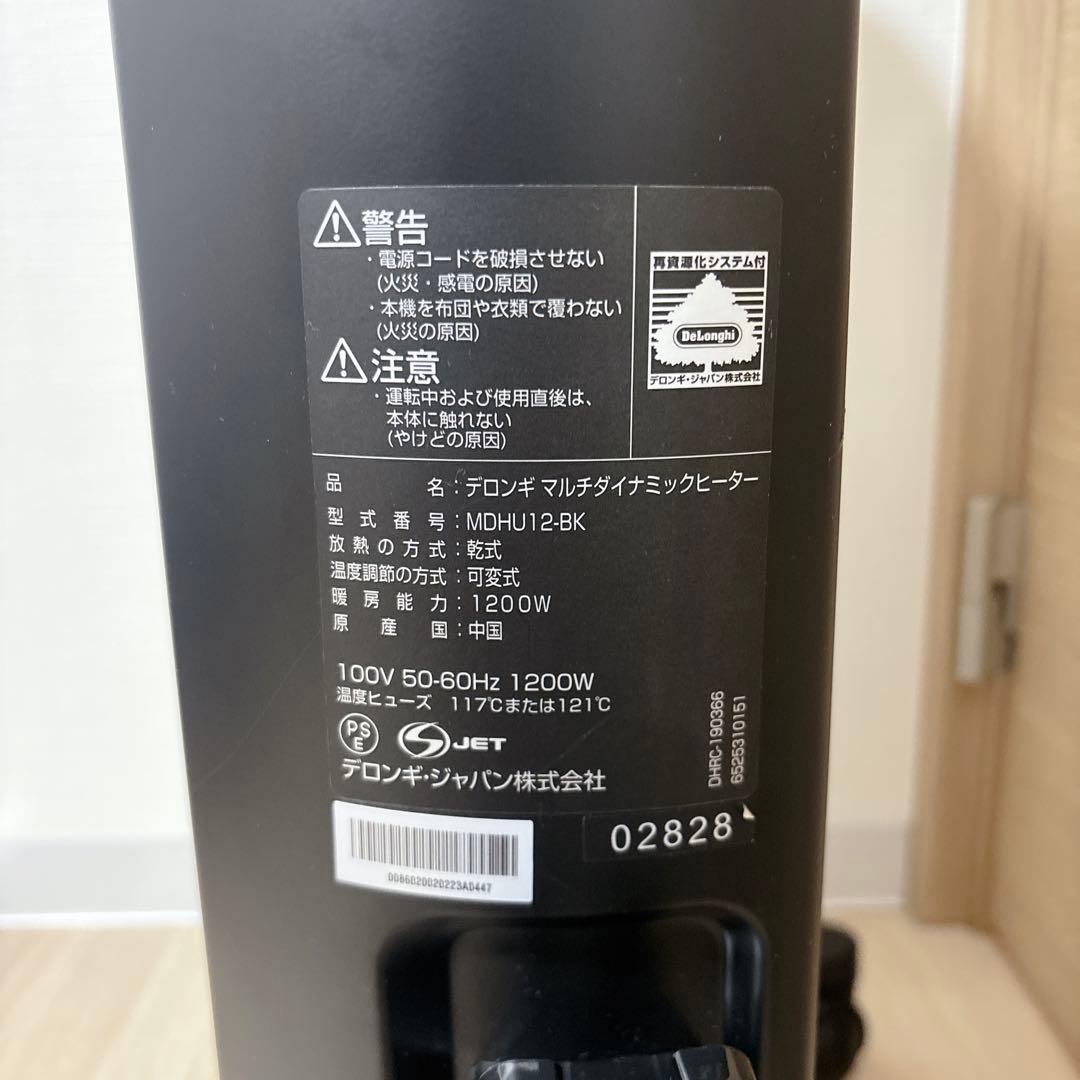 警告
・電源コードを破損させない
(火災・感電の原因)
・本機を布団や衣類で覆わない
(火災の原因)
注意
・運転中および使用直後は、
本体に触れない
(やけどの原因)
再資源化システム付
DeLonghi
デロンギ・ジャパン株式会社
品名：デロンギ マルチダイナミックヒーター
型式番号：MDHU12-BK
放熱の方式：乾式
温度調節の方式：可変式
暖房能力：1200W
原産国：中国
100V 50-60Hz 1200W
温度ヒューズ 117℃または121℃
PSE
S JET
デロンギ・ジャパン株式会社
DHRC-190366
6525310151
02828
0086020020223A0447